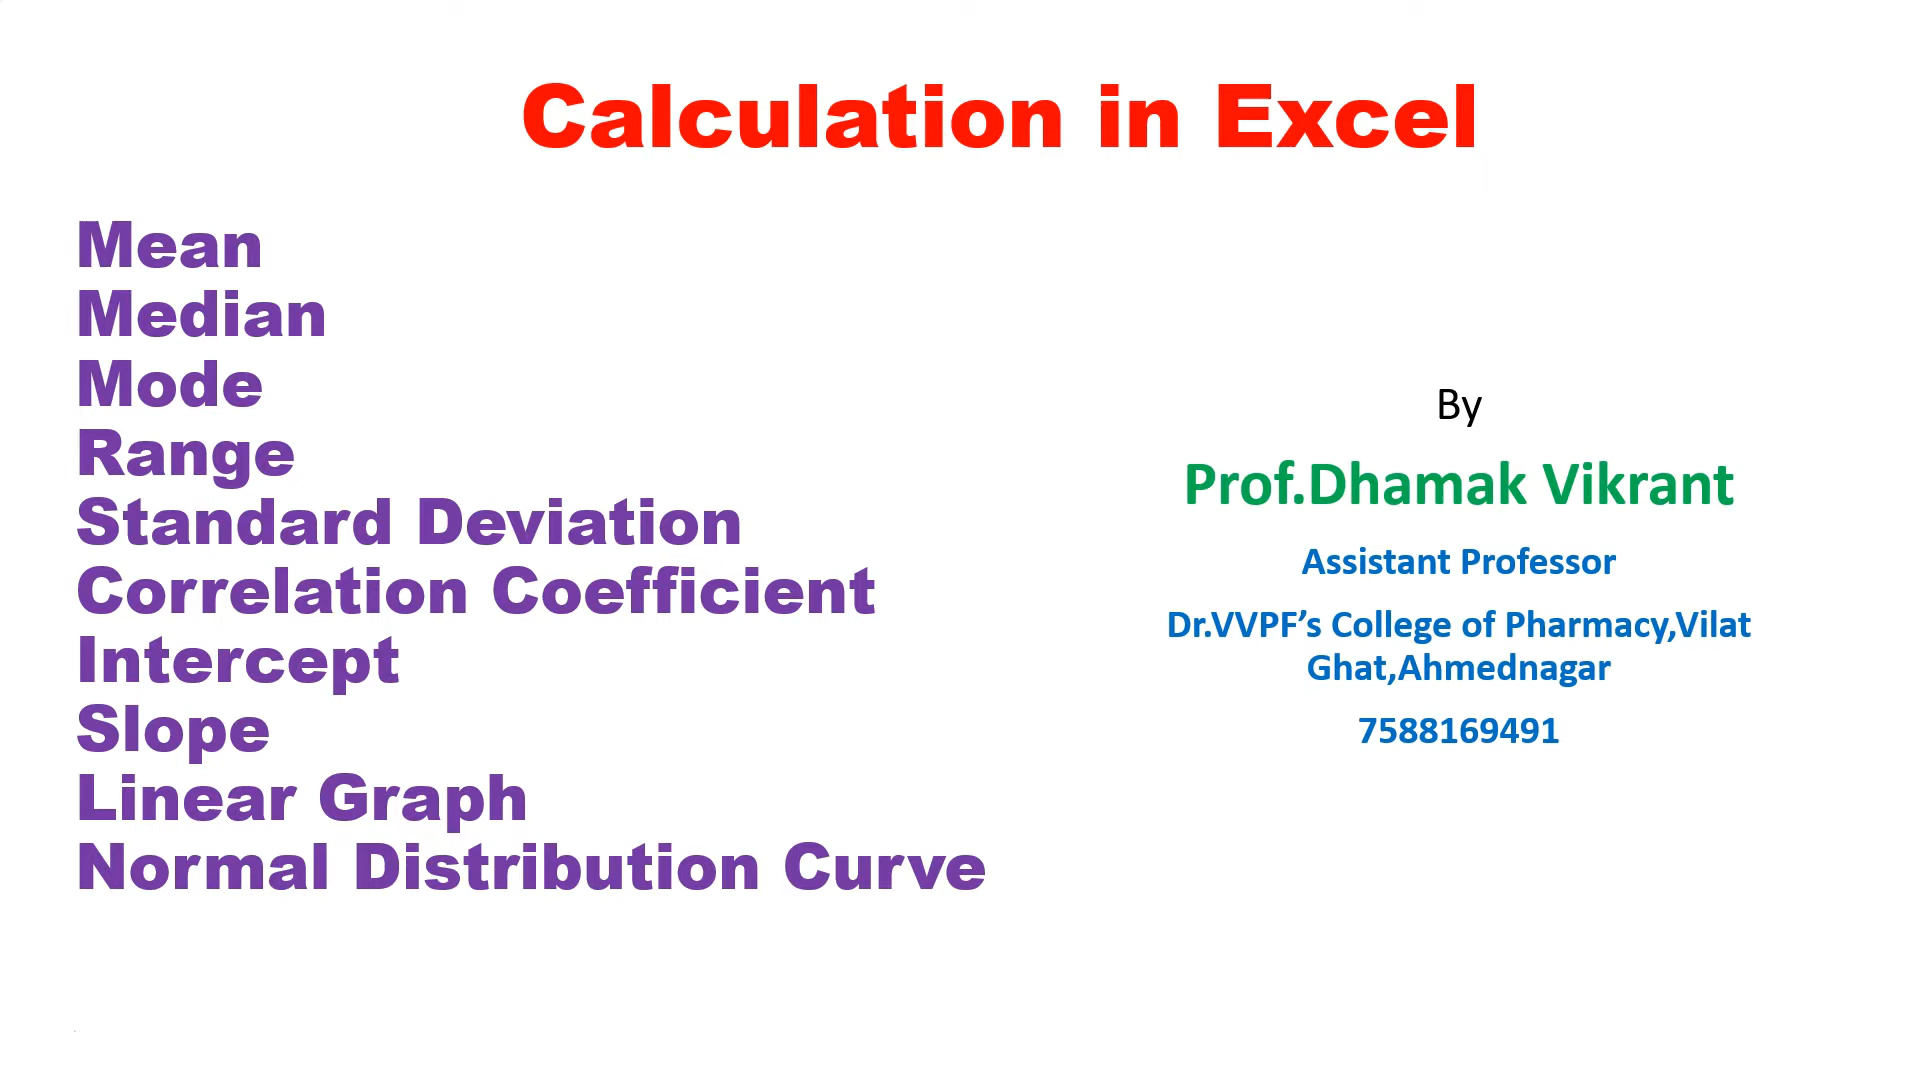 Calculation in Excel
Mean
Median
Mode
Range
Standard Deviation
Correlation Coefficient
Intercept
Slope
Linear Graph
Normal Distribution Curve
By
Prof.Dhamak Vikrant
Assistant Professor
Dr.VVPF’s College of Pharmacy,Vilat
Ghat,Ahmednagar
7588169491